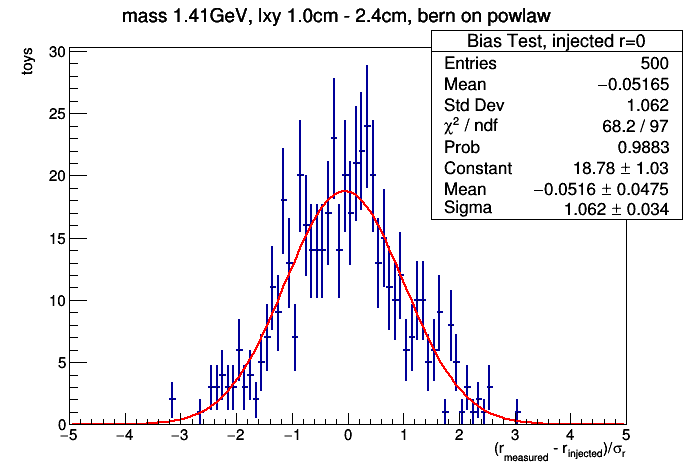 mass 1.41GeV, lxy 1.0cm - 2.4cm, bern on powlaw
Bias Test, injected r=0
Entries 500
Mean −0.05165
Std Dev 1.062
χ² / ndf 68.2 / 97
Prob 0.9883
Constant 18.78 ± 1.03
Mean −0.0516 ± 0.0475
Sigma 1.062 ± 0.034
toys
30
25
20
15
10
5
0
−5 −4 −3 −2 −1 0 1 2 3 4 5
(r_measured - r_injected)/σ_r